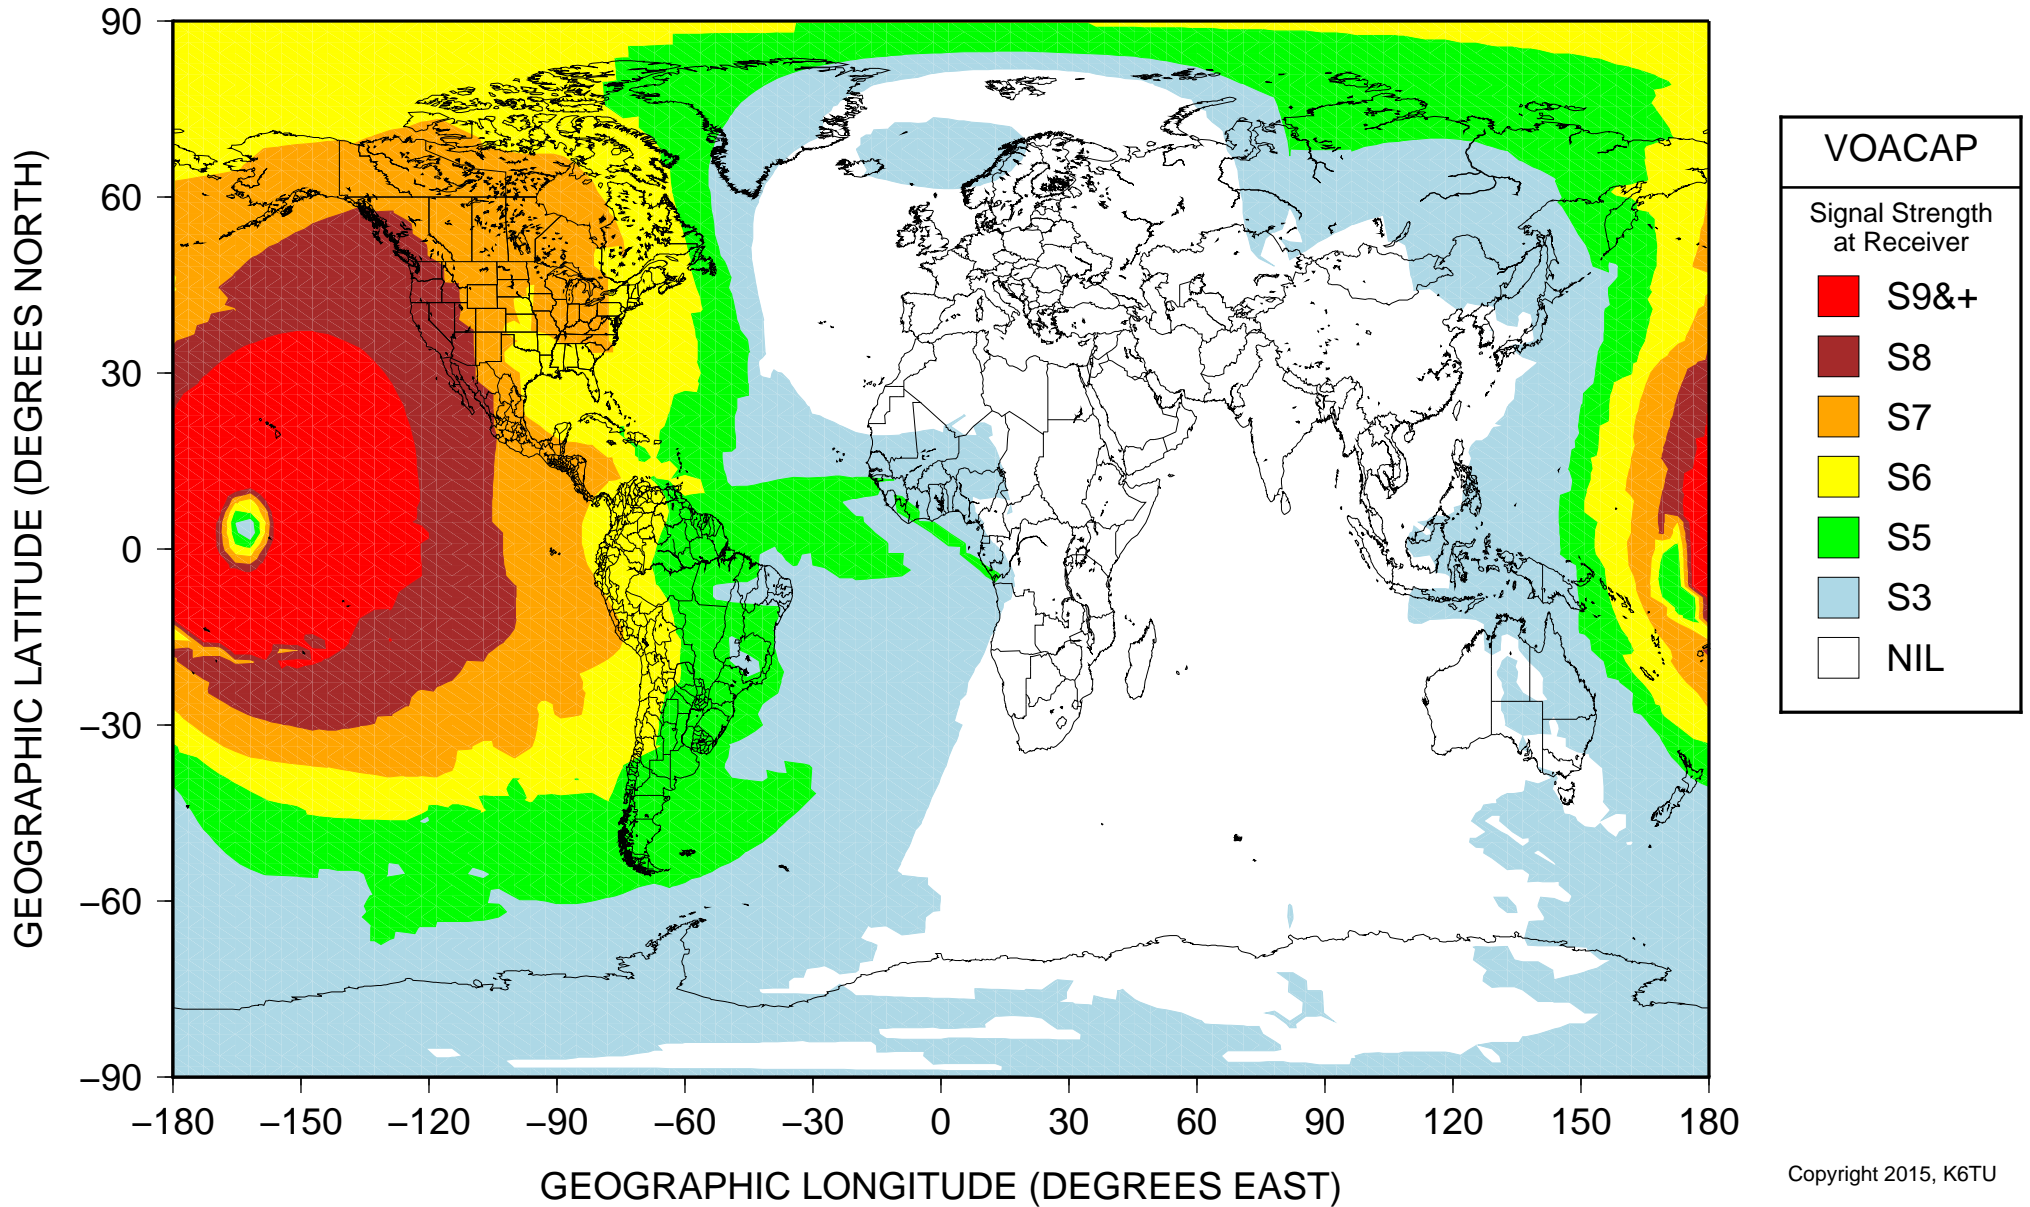 90
60
30
0
−30
−60
−90
GEOGRAPHIC LATITUDE (DEGREES NORTH)
−180 −150 −120 −90 −60 −30 0 30 60 90 120 150 180
GEOGRAPHIC LONGITUDE (DEGREES EAST)
VOACAP
Signal Strength
at Receiver
S9&+
S8
S7
S6
S5
S3
NIL
Copyright 2015, K6TU